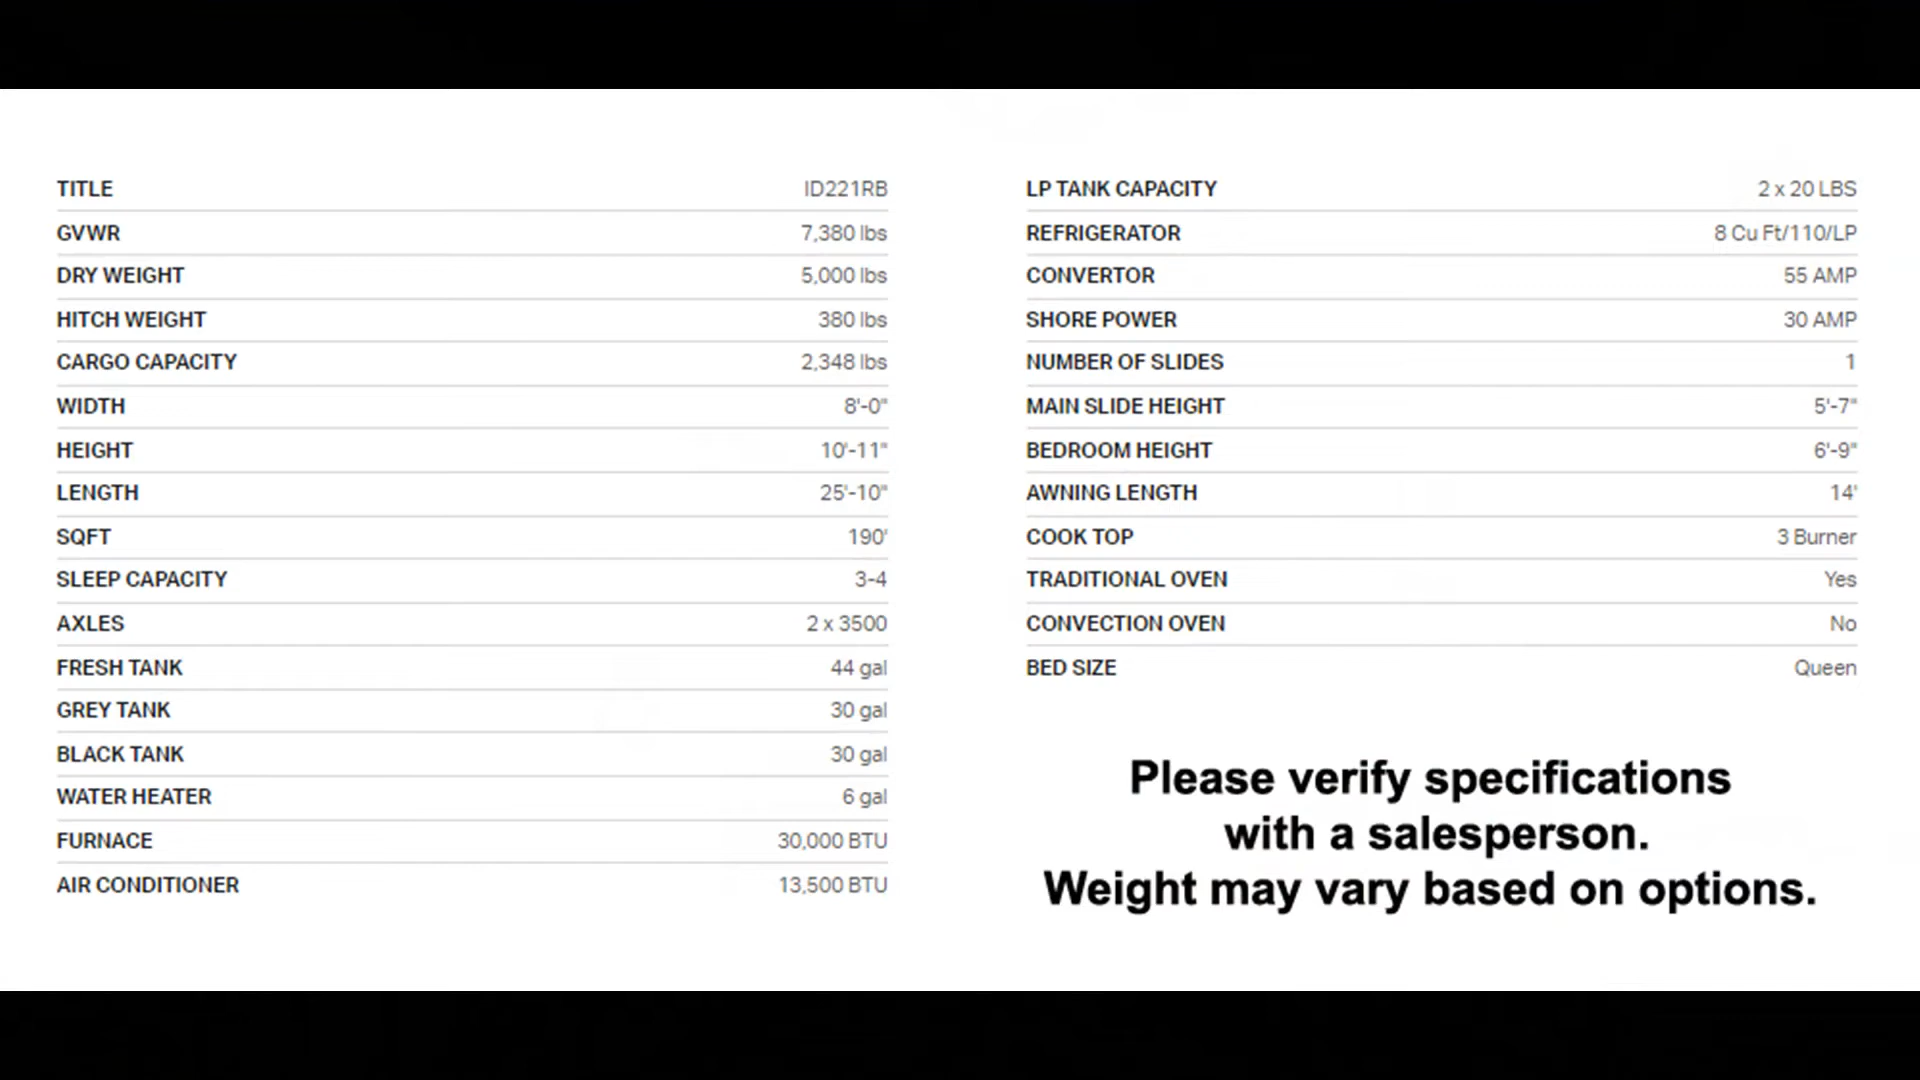 TITLE ID221RB
GVWR 7,380 lbs
DRY WEIGHT 5,000 lbs
HITCH WEIGHT 380 lbs
CARGO CAPACITY 2,348 lbs
WIDTH 8'-0"
HEIGHT 10'-11"
LENGTH 25'-10"
SQFT 190'
SLEEP CAPACITY 3-4
AXLES 2 x 3500
FRESH TANK 44 gal
GREY TANK 30 gal
BLACK TANK 30 gal
WATER HEATER 6 gal
FURNACE 30,000 BTU
AIR CONDITIONER 13,500 BTU
LP TANK CAPACITY 2 x 20 LBS
REFRIGERATOR 8 Cu Ft/110/LP
CONVERTOR 55 AMP
SHORE POWER 30 AMP
NUMBER OF SLIDES 1
MAIN SLIDE HEIGHT 5'-7"
BEDROOM HEIGHT 6'-9"
AWNING LENGTH 14'
COOK TOP 3 Burner
TRADITIONAL OVEN Yes
CONVECTION OVEN No
BED SIZE Queen
Please verify specifications
with a salesperson.
Weight may vary based on options.